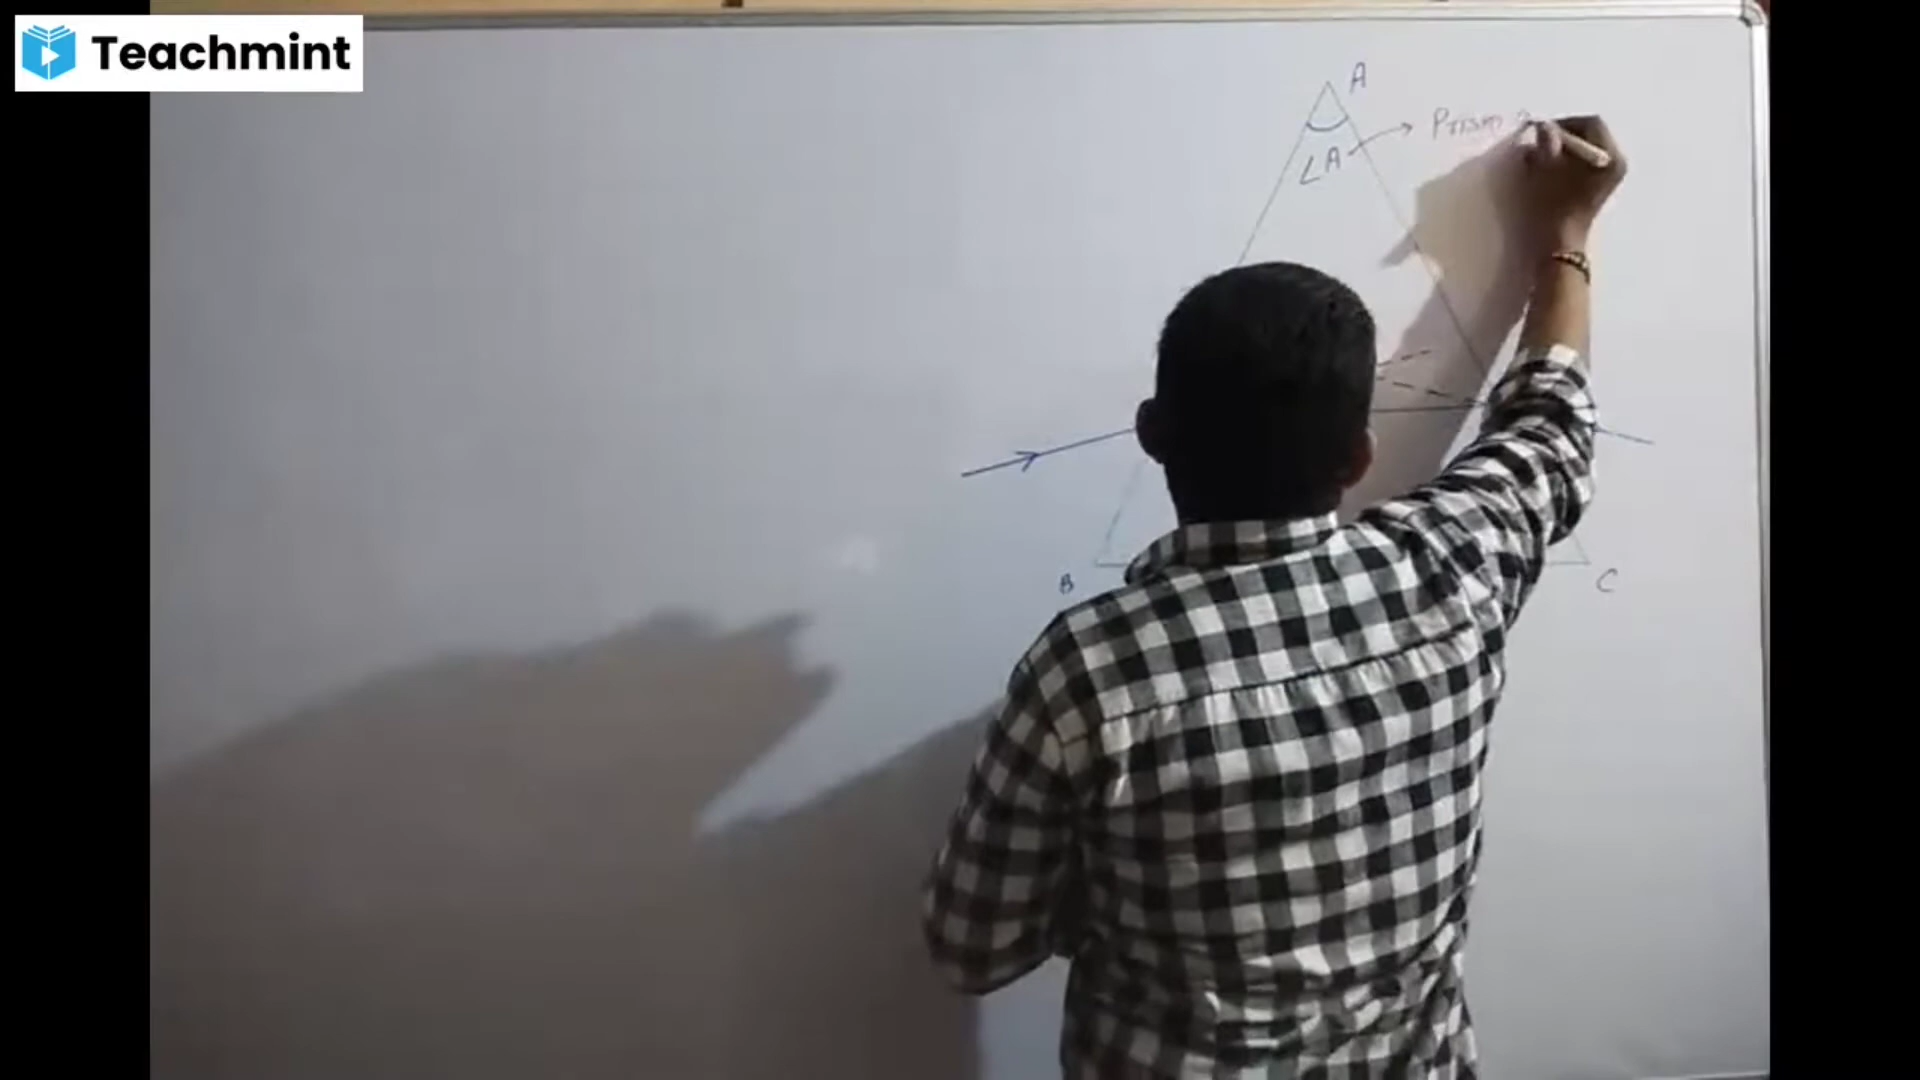 Teachmint
A
∠A → Prism
B
C